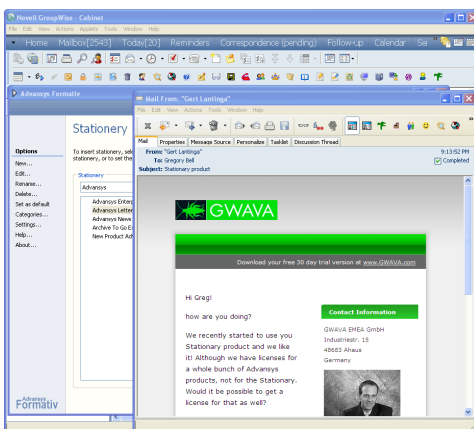 Novell GroupWise - Cabinet
File Edit View Actions Applets Tools Window Help
Home Mailbox[2543] Today[20] Reminders Correspondence (pending) Follow-up Calendar Se
Advansys Formativ
Stationery
Options
New...
Edit...
Rename...
Delete...
Set as default
Categories...
Settings...
Help...
About...
To insert stationery, sel
stationery, or to set the
Stationery
Advansys
Advansys Enterp
Advansys Letter
Advansys News
Archive To Go E
New Product Ad
Advansys
Formativ
Mail From: "Gert Lantinga"
File Edit View Actions Tools Window Help
Mail Properties Message Source Personalize Tasklist Discussion Thread
From: "Gert Lantinga" 9:13:52 PM
To: Gregory Bell Completed
Subject: Stationary product
GWAVA
Download your free 30 day trial version at www.GWAVA.com
Hi Greg!
how are you doing?
We recently started to use you
Stationary product and we like
it! Although we have licenses for
a whole bunch of Advansys
products, not for the Stationary.
Would it be possible to get a
license for that as well?
Contact Information
GWAVA EMEA GmbH
Industriestr. 15
48683 Ahaus
Germany